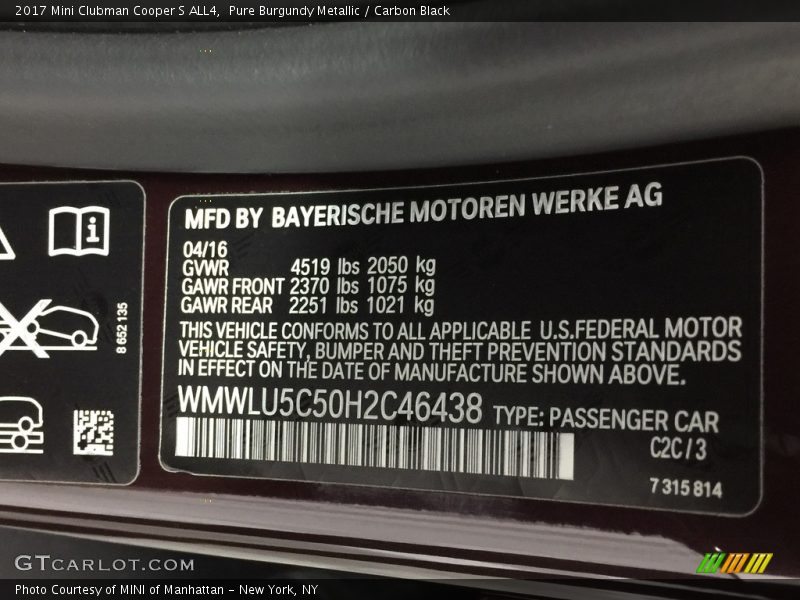 2017 Mini Clubman Cooper S ALL4,  Pure Burgundy Metallic / Carbon Black
MFD BY BAYERISCHE MOTOREN WERKE AG
04/16
GVWR 4519 lbs 2050 kg
GAWR FRONT 2370 lbs 1075 kg
GAWR REAR 2251 lbs 1021 kg
THIS VEHICLE CONFORMS TO ALL APPLICABLE U.S.FEDERAL MOTOR
VEHICLE SAFETY, BUMPER AND THEFT PREVENTION STANDARDS
IN EFFECT ON THE DATE OF MANUFACTURE SHOWN ABOVE.
WMWLU5C50H2C46438 TYPE: PASSENGER CAR
C2C/3
7 315 814
8 652 135
GTCARLOT.COM
Photo Courtesy of MINI of Manhattan - New York, NY